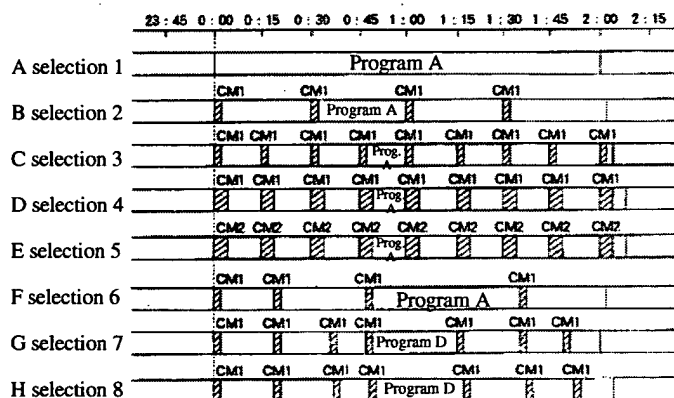 23:45 0:00 0:15 0:30 0:45 1:00 1:15 1:30 1:45 2:00 2:15
A selection 1 Program A
CM1 CM1 CM1 CM1
B selection 2 Program A
CM1 CM1 CM1 CM1 CM1 CM1 CM1 CM1 CM1
C selection 3 Prog. A
CM1 CM1 CM1 CM1 CM1 CM1 CM1 CM1 CM1
D selection 4 Prog. A
CM2 CM2 CM2 CM2 CM2 CM2 CM2 CM2 CM2
E selection 5 Prog. A
CM1 CM1 CM1 CM1
F selection 6 Program A
CM1 CM1 CM1 CM1 CM1 CM1 CM1
G selection 7 Program D
CM1 CM1 CM1 CM1 CM1 CM1 CM1
H selection 8 Program D